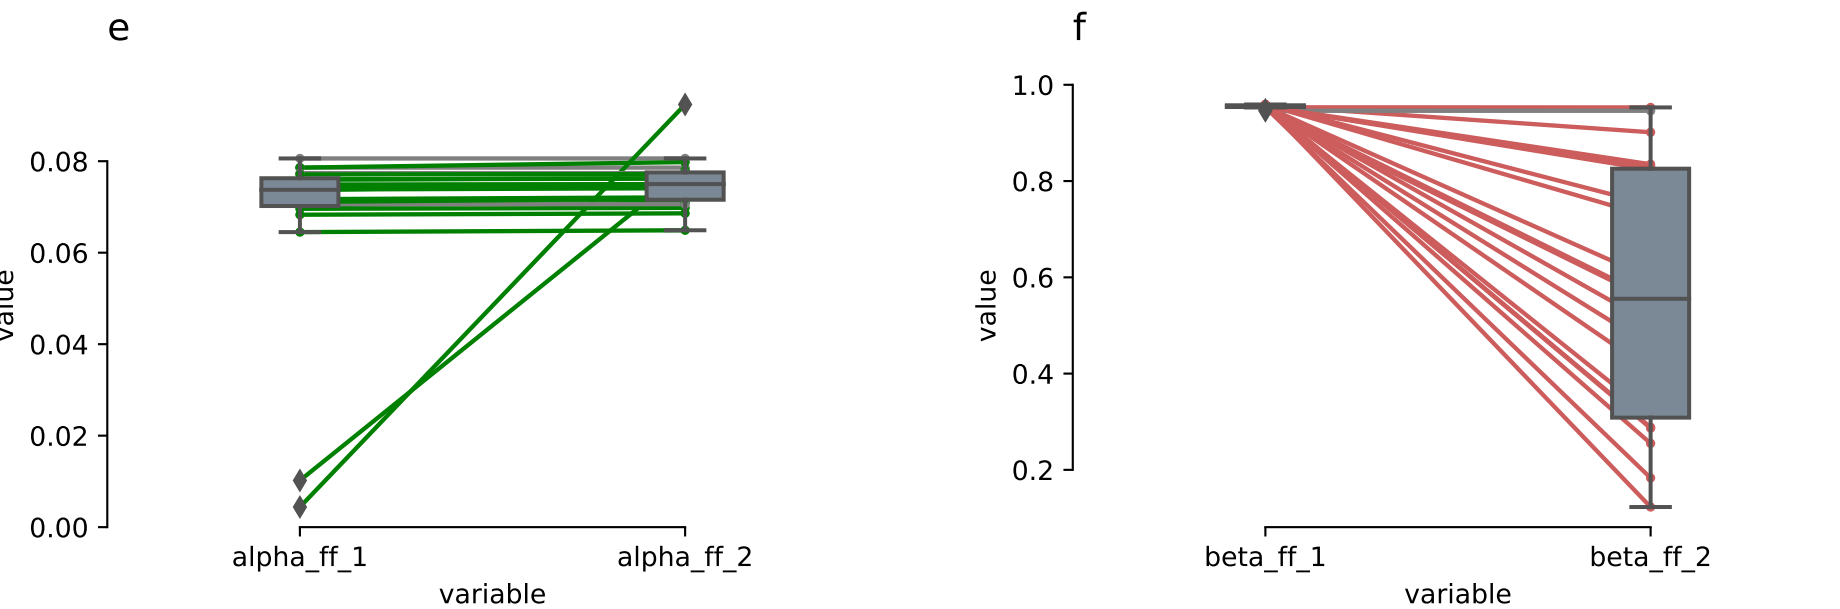 e
0.08
0.06
0.04
0.02
0.00
value
alpha_ff_1
alpha_ff_2
variable
f
1.0
0.8
0.6
0.4
0.2
value
beta_ff_1
beta_ff_2
variable